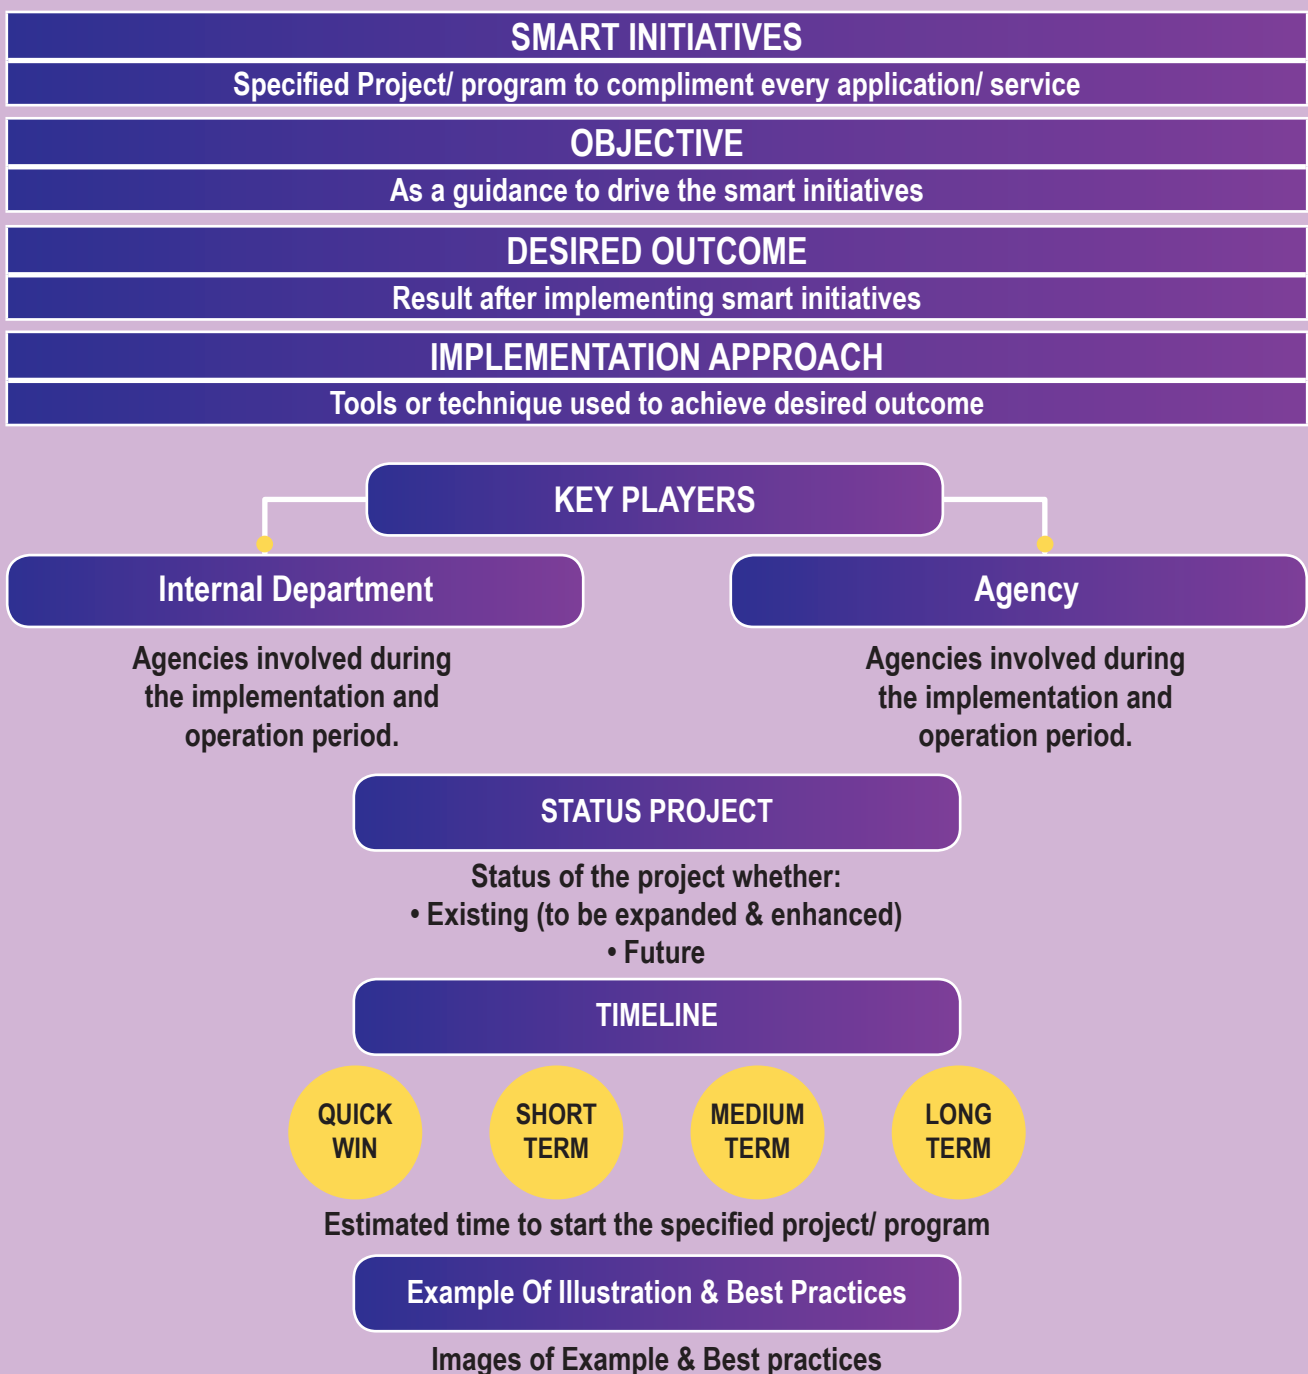 SMART INITIATIVES
Specified Project/ program to compliment every application/ service
OBJECTIVE
As a guidance to drive the smart initiatives
DESIRED OUTCOME
Result after implementing smart initiatives
IMPLEMENTATION APPROACH
Tools or technique used to achieve desired outcome
KEY PLAYERS
Internal Department
Agencies involved during
the implementation and
operation period.
Agency
Agencies involved during
the implementation and
operation period.
STATUS PROJECT
Status of the project whether:
• Existing (to be expanded & enhanced)
• Future
TIMELINE
QUICK
WIN
SHORT
TERM
MEDIUM
TERM
LONG
TERM
Estimated time to start the specified project/ program
Example Of Illustration & Best Practices
Images of Example & Best practices